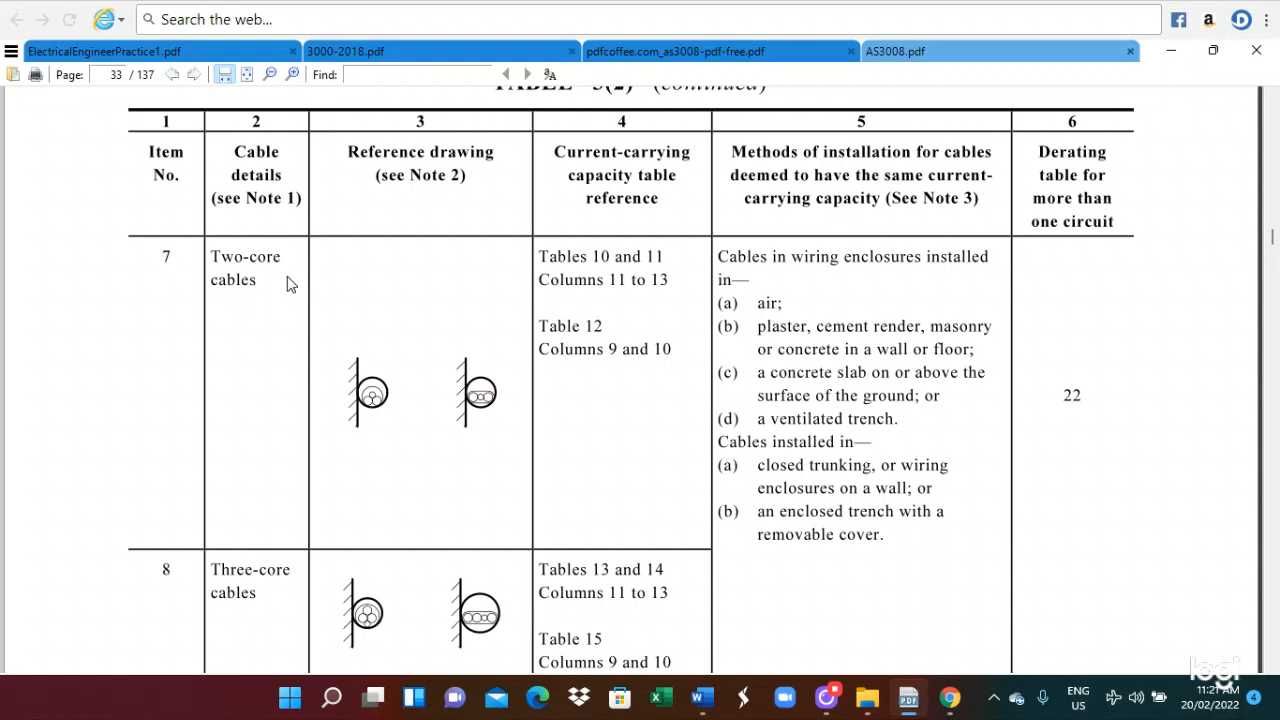 Search the web...
ElectricalEngineerPractice1.pdf
3000-2018.pdf
pdfcoffee.com_as3008-pdf-free.pdf
AS3008.pdf
Page: 33 / 137
Find:
TABLE 3(2) (continued)
1 2 3 4 5 6
Item
No.
Cable
details
(see Note 1)
Reference drawing
(see Note 2)
Current-carrying
capacity table
reference
Methods of installation for cables
deemed to have the same current-
carrying capacity (See Note 3)
Derating
table for
more than
one circuit
7
Two-core
cables
Tables 10 and 11
Columns 11 to 13
Table 12
Columns 9 and 10
Cables in wiring enclosures installed
in—
(a) air;
(b) plaster, cement render, masonry
or concrete in a wall or floor;
(c) a concrete slab on or above the
surface of the ground; or
(d) a ventilated trench.
Cables installed in—
(a) closed trunking, or wiring
enclosures on a wall; or
(b) an enclosed trench with a
removable cover.
22
8
Three-core
cables
Tables 13 and 14
Columns 11 to 13
Table 15
Columns 9 and 10
logi
ENG
US
11:21 AM
20/02/2022
4